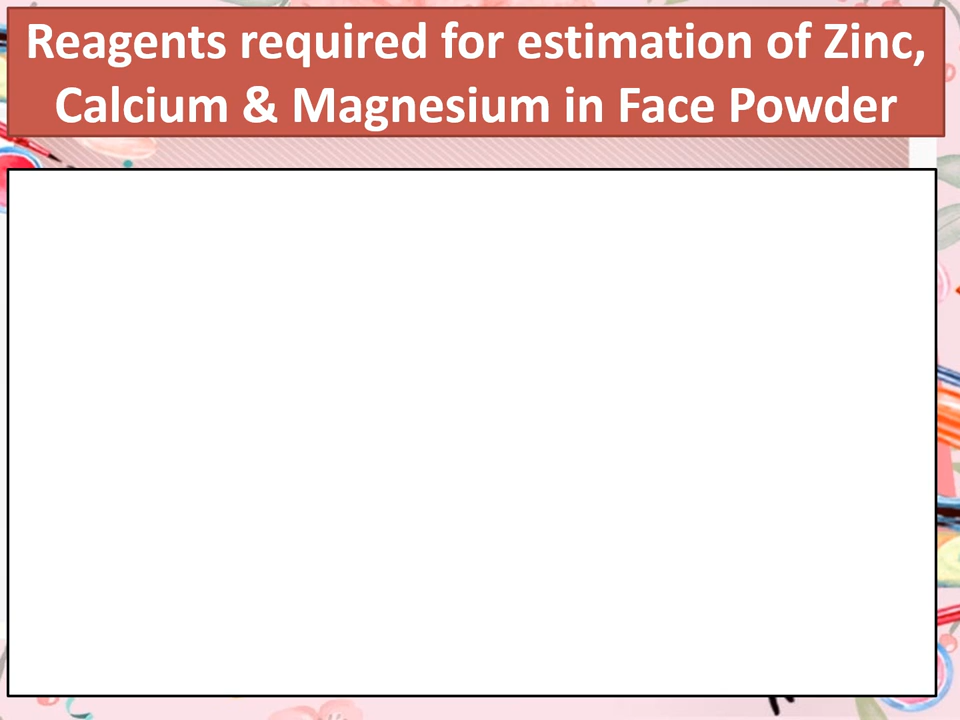 Reagents required for estimation of Zinc,
Calcium & Magnesium in Face Powder